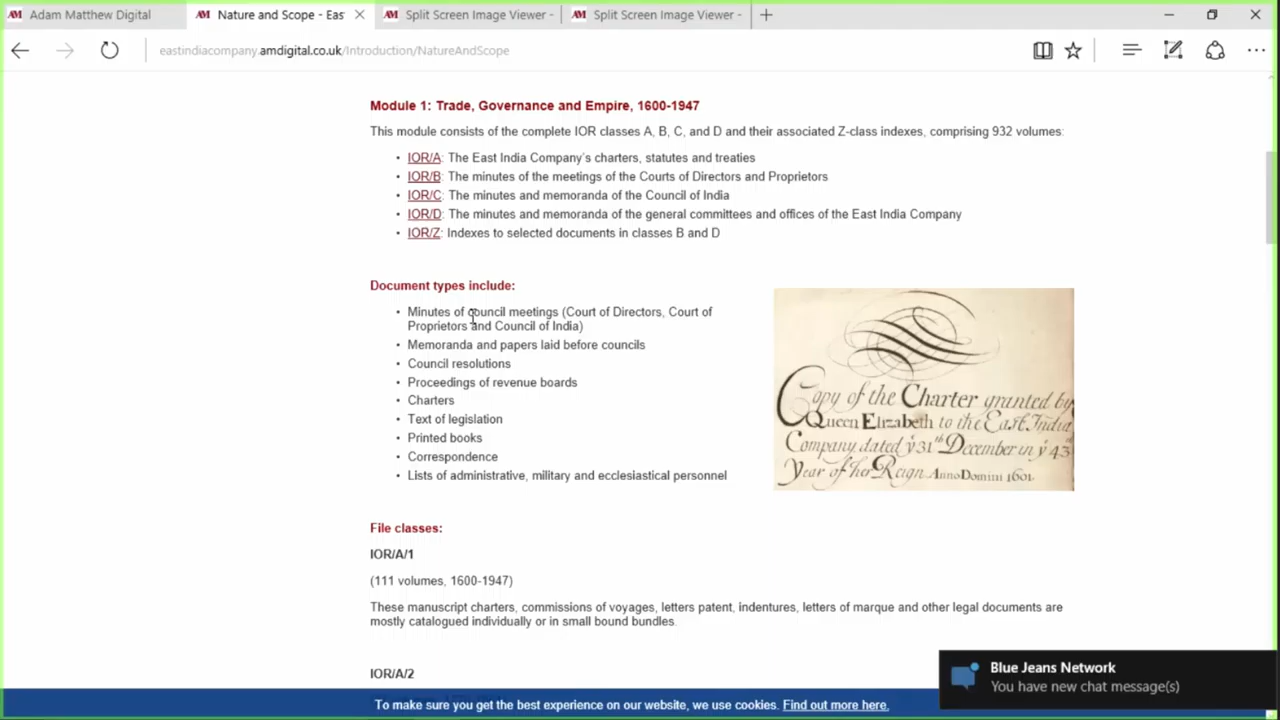 Adam Matthew Digital
Nature and Scope - Eas
Split Screen Image Viewer -
Split Screen Image Viewer -
eastindiacompany.amdigital.co.uk/Introduction/NatureAndScope
Module 1: Trade, Governance and Empire, 1600-1947
This module consists of the complete IOR classes A, B, C, and D and their associated Z-class indexes, comprising 932 volumes:
• IOR/A: The East India Company's charters, statutes and treaties
• IOR/B: The minutes of the meetings of the Courts of Directors and Proprietors
• IOR/C: The minutes and memoranda of the Council of India
• IOR/D: The minutes and memoranda of the general committees and offices of the East India Company
• IOR/Z: Indexes to selected documents in classes B and D
Document types include:
• Minutes of council meetings (Court of Directors, Court of
Proprietors and Council of India)
• Memoranda and papers laid before councils
• Council resolutions
• Proceedings of revenue boards
• Charters
• Text of legislation
• Printed books
• Correspondence
• Lists of administrative, military and ecclesiastical personnel
Copy of the Charter granted by
Queen Elizabeth to the East India
Company dated ye 31th December in ye 43rd
Year of her Reign Anno Domini 1601.
File classes:
IOR/A/1
(111 volumes, 1600-1947)
These manuscript charters, commissions of voyages, letters patent, indentures, letters of marque and other legal documents are
mostly catalogued individually or in small bound bundles.
IOR/A/2
Blue Jeans Network
You have new chat message(s)
To make sure you get the best experience on our website, we use cookies. Find out more here.